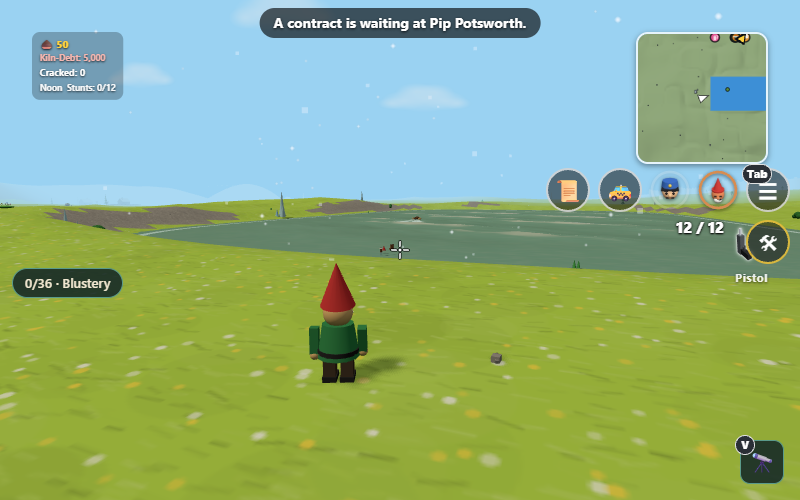 A contract is waiting at Pip Potsworth.
50
Kiln-Debt: 5,000
Cracked: 0
Noon Stunts: 0/12
Tab
12 / 12
Pistol
0/36 · Blustery
V